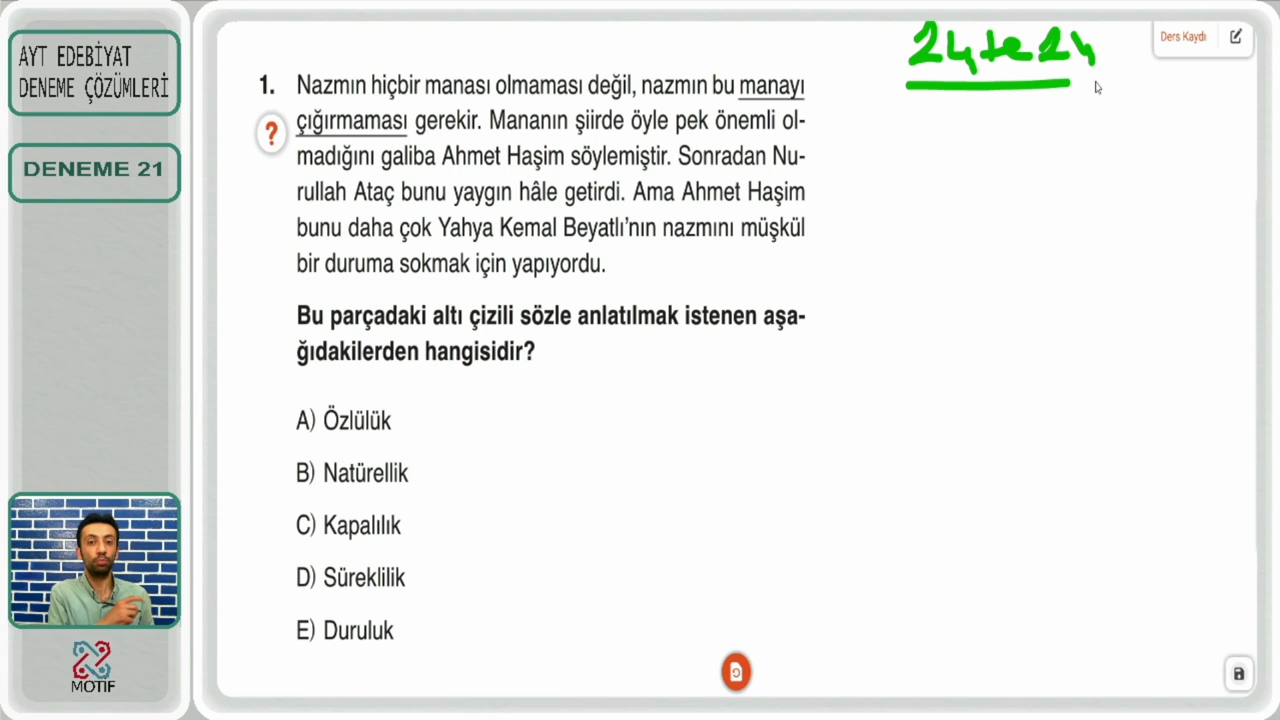 AYT EDEBİYAT
DENEME ÇÖZÜMLERİ
DENEME 21
MOTİF
24te24
Ders Kaydı
1. Nazmın hiçbir manası olmaması değil, nazmın bu manayı
çığırmaması gerekir. Mananın şiirde öyle pek önemli ol-
madığını galiba Ahmet Haşim söylemiştir. Sonradan Nu-
rullah Ataç bunu yaygın hâle getirdi. Ama Ahmet Haşim
bunu daha çok Yahya Kemal Beyatlı’nın nazmını müşkül
bir duruma sokmak için yapıyordu.
Bu parçadaki altı çizili sözle anlatılmak istenen aşa-
ğıdakilerden hangisidir?
A) Özlülük
B) Natürellik
C) Kapalılık
D) Süreklilik
E) Duruluk